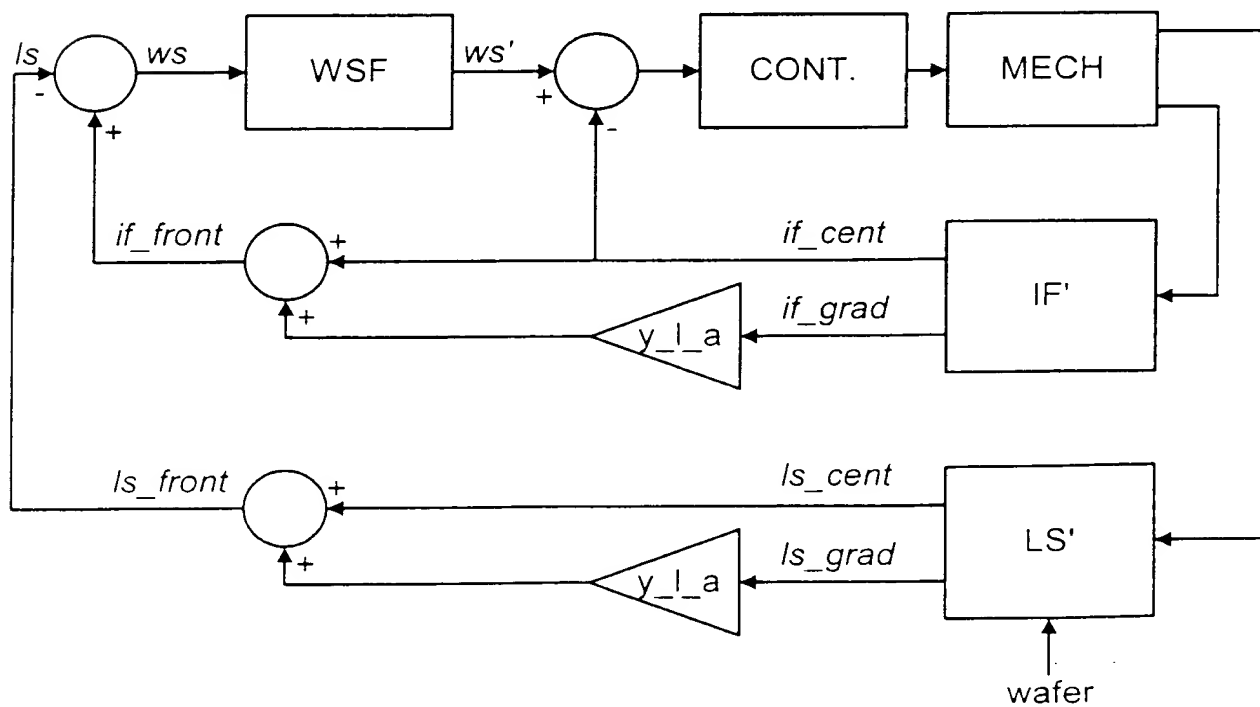 ls
-
ws
WSF
ws'
+
-
CONT.
MECH
+
if_front
+
+
if_cent
if_grad
y_l_a
IF'
ls_front
+
+
ls_cent
ls_grad
y_l_a
LS'
wafer